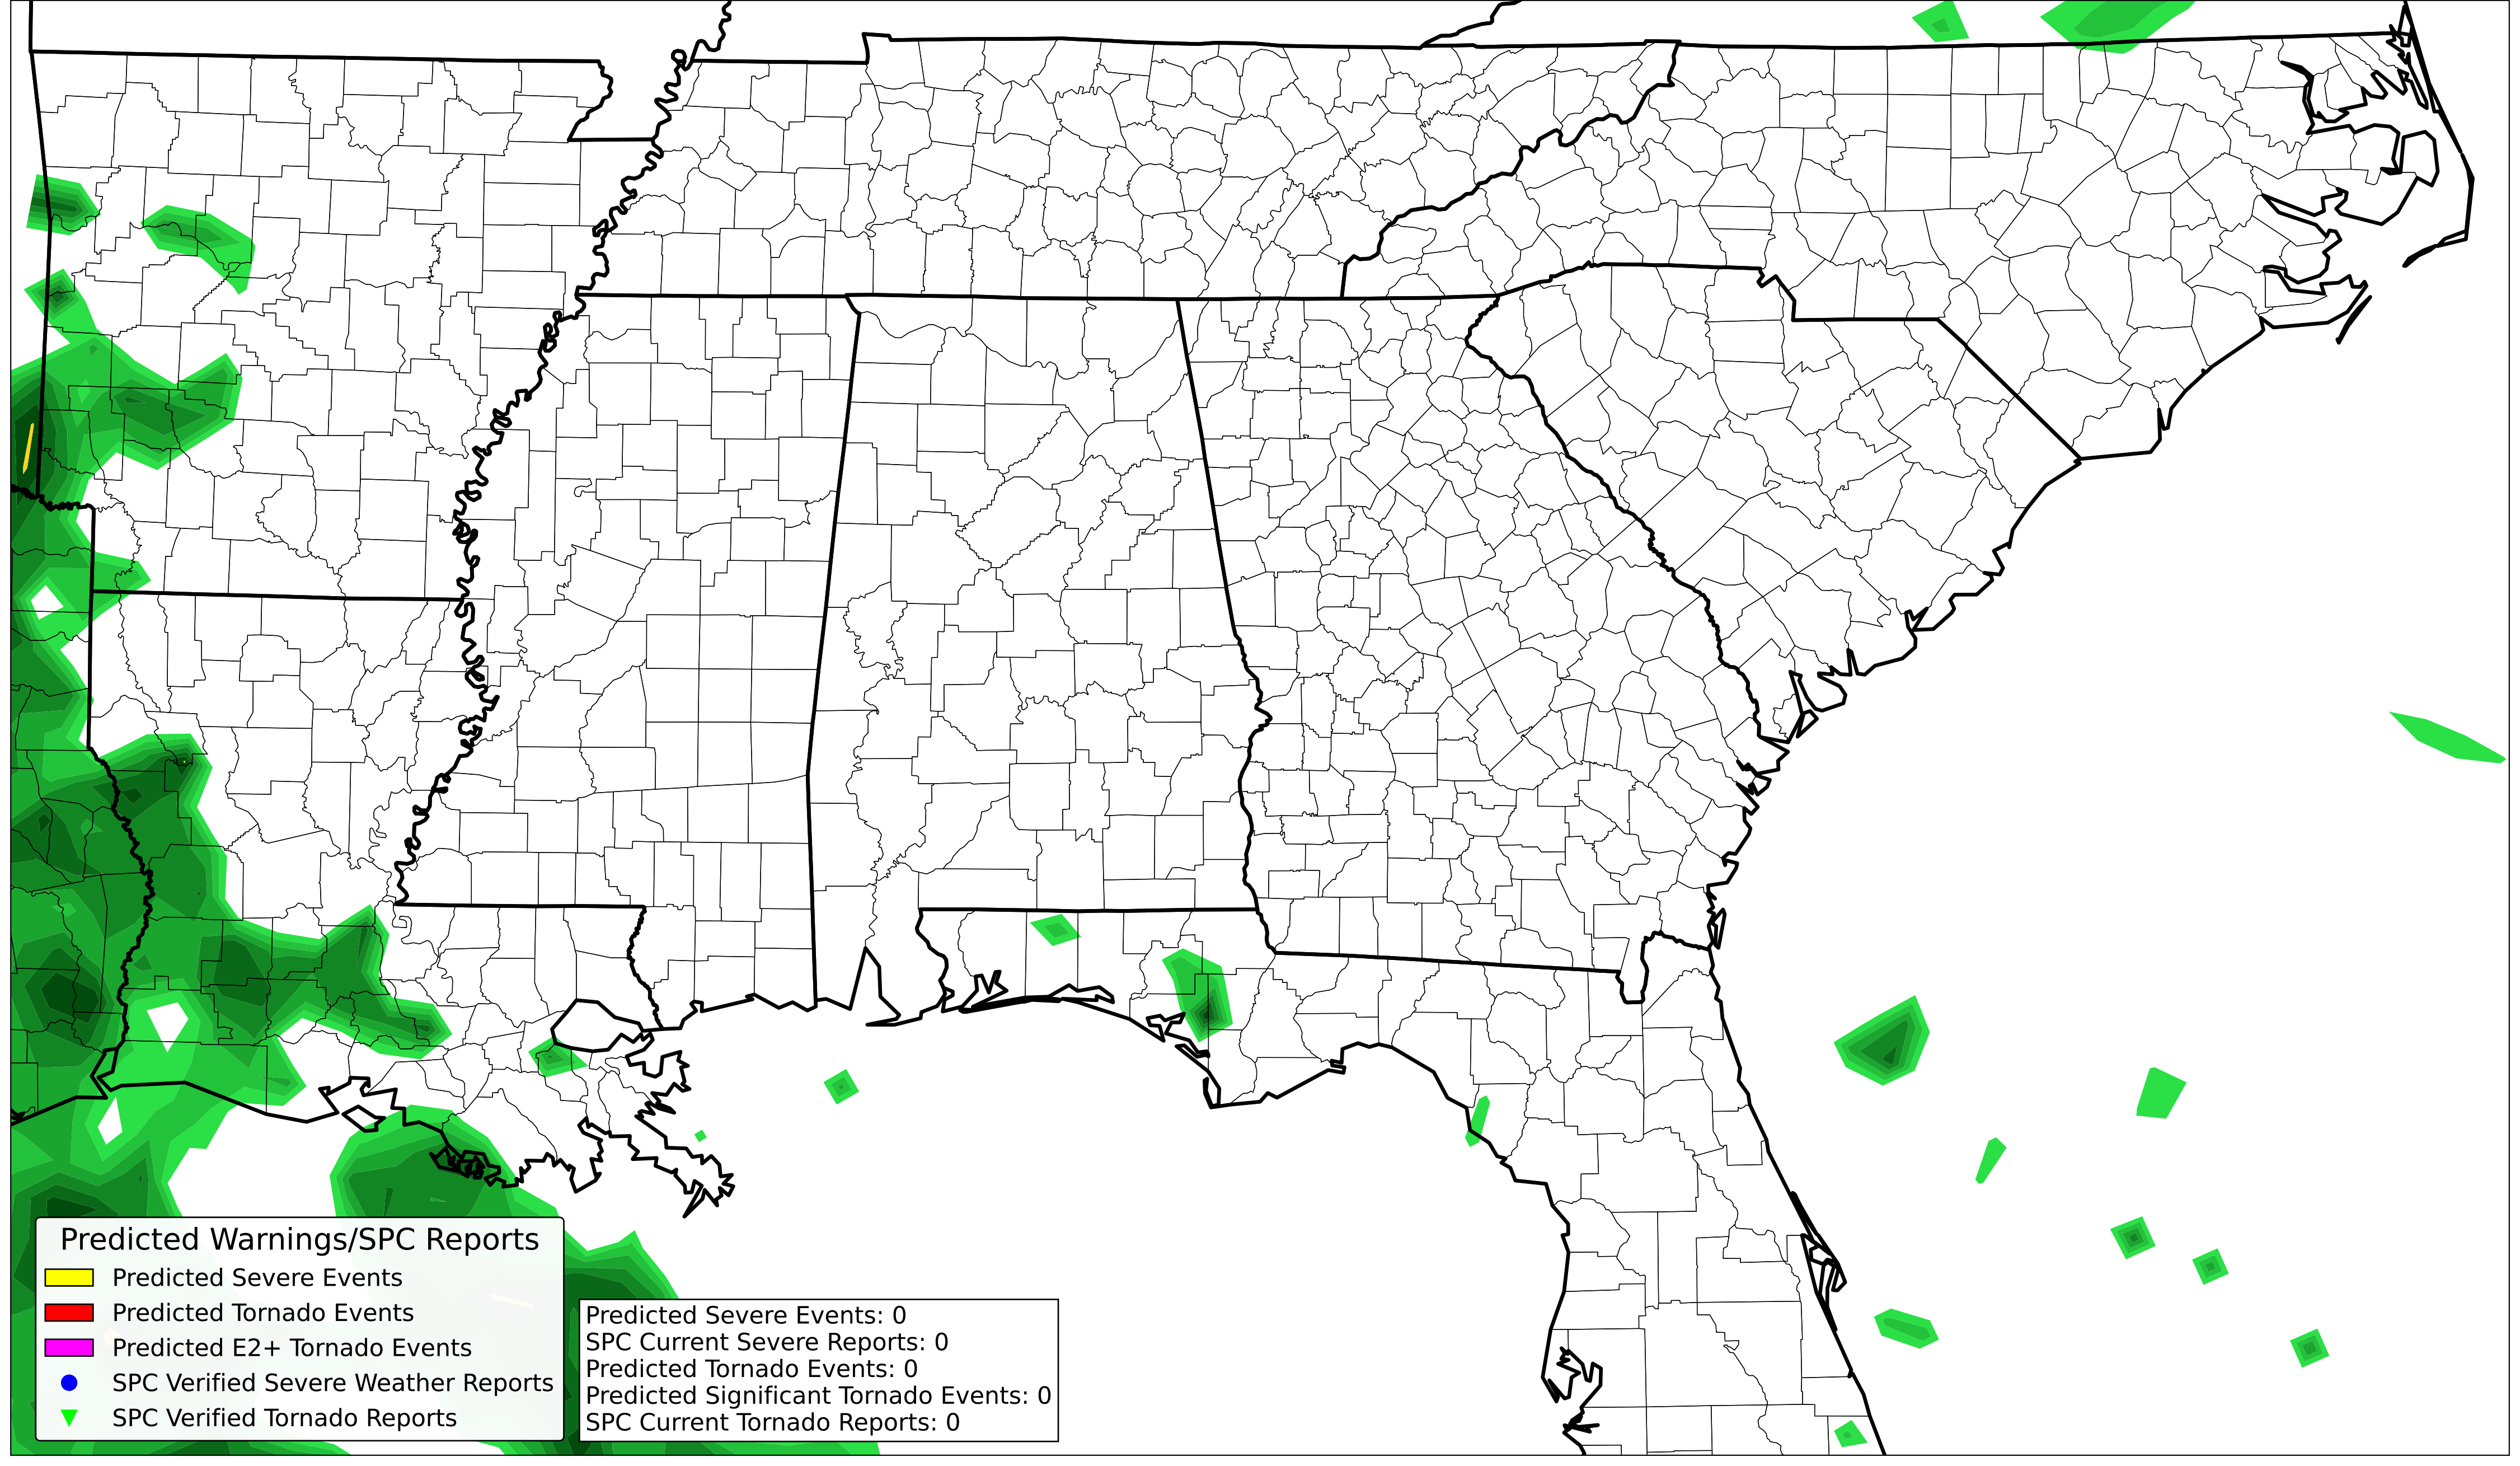 Predicted Warnings/SPC Reports
Predicted Severe Events
Predicted Tornado Events
Predicted E2+ Tornado Events
SPC Verified Severe Weather Reports
SPC Verified Tornado Reports
Predicted Severe Events: 0
SPC Current Severe Reports: 0
Predicted Tornado Events: 0
Predicted Significant Tornado Events: 0
SPC Current Tornado Reports: 0